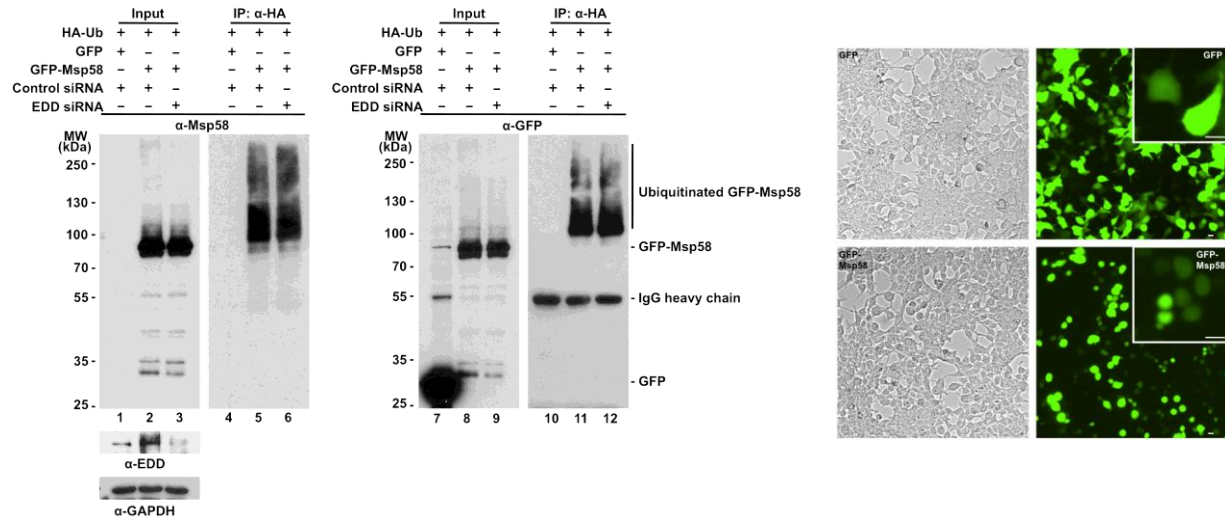 Input IP: α-HA
HA-Ub + + + + + +
GFP + – – + – –
GFP-Msp58 – + + – + +
Control siRNA + + – + + –
EDD siRNA – – + – – +
α-Msp58
MW
(kDa)
250 -
130 -
100 -
70 -
55 -
35 -
25 -
1 2 3 4 5 6
α-EDD
α-GAPDH
Input IP: α-HA
HA-Ub + + + + + +
GFP + – – + – –
GFP-Msp58 – + + – + +
Control siRNA + + – + + –
EDD siRNA – – + – – +
α-GFP
MW
(kDa)
250 -
130 -
100 -
70 -
55 -
35 -
25 -
Ubiquitinated GFP-Msp58
- GFP-Msp58
- IgG heavy chain
- GFP
7 8 9 10 11 12
GFP
GFP
GFP-
Msp58
GFP-
Msp58